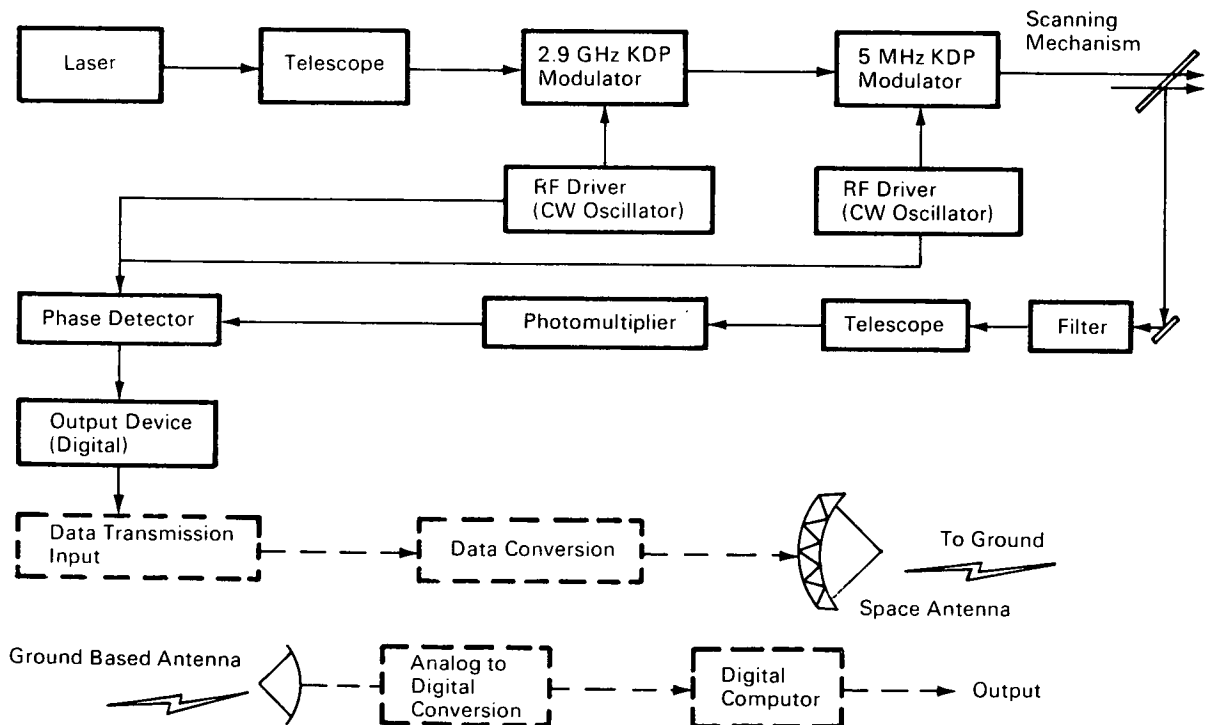 Scanning
Mechanism
Laser
Telescope
2.9 GHz KDP
Modulator
5 MHz KDP
Modulator
RF Driver
(CW Oscillator)
RF Driver
(CW Oscillator)
Phase Detector
Photomultiplier
Telescope
Filter
Output Device
(Digital)
Data Transmission
Input
Data Conversion
To Ground
Space Antenna
Ground Based Antenna
Analog to
Digital
Conversion
Digital
Computor
Output